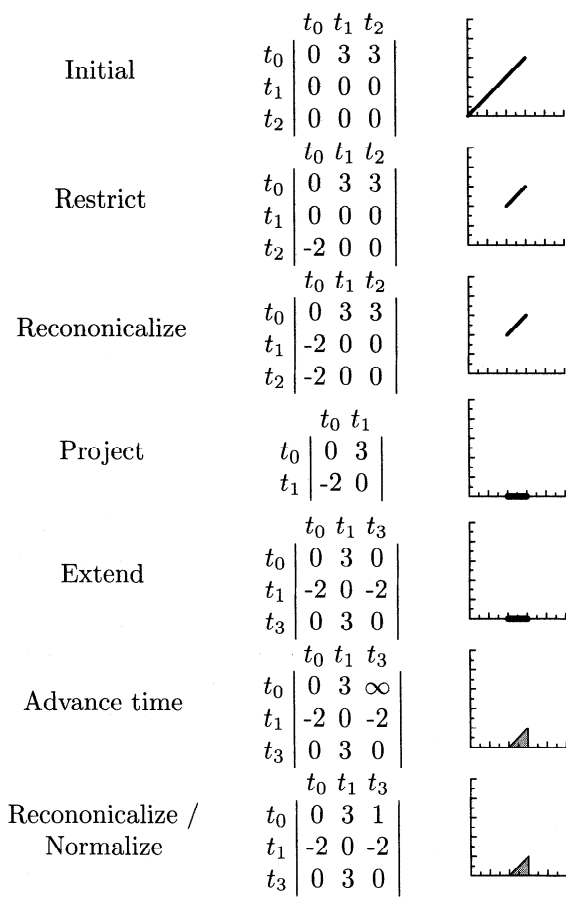 t0 t1 t2
Initial t0 0 3 3
t1 0 0 0
t2 0 0 0
t0 t1 t2
Restrict t0 0 3 3
t1 0 0 0
t2 -2 0 0
t0 t1 t2
Recononicalize t0 0 3 3
t1 -2 0 0
t2 -2 0 0
t0 t1
Project t0 0 3
t1 -2 0
t0 t1 t3
Extend t0 0 3 0
t1 -2 0 -2
t3 0 3 0
t0 t1 t3
Advance time t0 0 3 ∞
t1 -2 0 -2
t3 0 3 0
t0 t1 t3
Recononicalize / t0 0 3 1
Normalize t1 -2 0 -2
t3 0 3 0